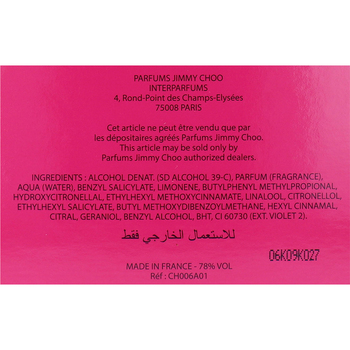 PARFUMS JIMMY CHOO
INTERPARFUMS
4, Rond-Point des Champs-Elysées
75008 PARIS
Cet article ne peut être vendu que par
les dépositaires agréés Parfums Jimmy Choo.
This article may be sold only by
Parfums Jimmy Choo authorized dealers.
INGREDIENTS : ALCOHOL DENAT. (SD ALCOHOL 39-C), PARFUM (FRAGRANCE),
AQUA (WATER), BENZYL SALICYLATE, LIMONENE, BUTYLPHENYL METHYLPROPIONAL,
HYDROXYCITRONELLAL, ETHYLHEXYL METHOXYCINNAMATE, LINALOOL, CITRONELLOL,
ETHYLHEXYL SALICYLATE, BUTYL METHOXYDIBENZOYLMETHANE, HEXYL CINNAMAL,
CITRAL, GERANIOL, BENZYL ALCOHOL, BHT, CI 60730 (EXT. VIOLET 2).
للاستعمال الخارجي فقط
06K09K027
MADE IN FRANCE - 78% VOL
Réf : CH006A01